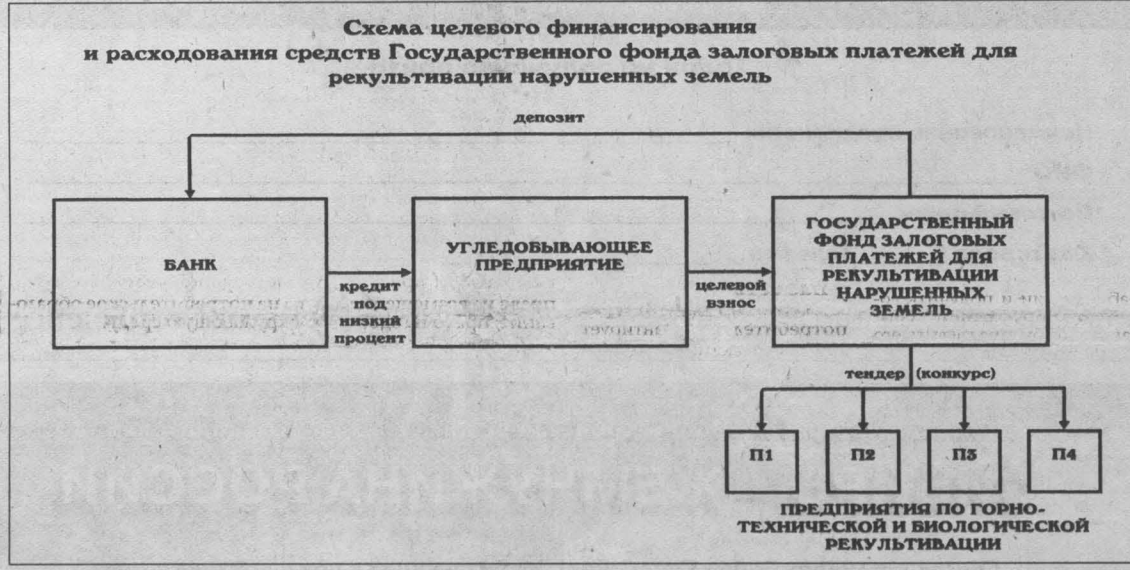 Схема целевого финансирования
и расходования средств Государственного фонда залоговых платежей для
рекультивации нарушенных земель
депозит
БАНК
кредит
под
низкий
процент
УГЛЕДОБЫВАЮЩЕЕ
ПРЕДПРИЯТИЕ
целевой
взнос
ГОСУДАРСТВЕННЫЙ
ФОНД ЗАЛОГОВЫХ
ПЛАТЕЖЕЙ ДЛЯ
РЕКУЛЬТИВАЦИИ
НАРУШЕННЫХ
ЗЕМЕЛЬ
тендер (конкурс)
П1
П2
П3
П4
ПРЕДПРИЯТИЯ ПО ГОРНО-
ТЕХНИЧЕСКОЙ И БИОЛОГИЧЕСКОЙ
РЕКУЛЬТИВАЦИИ